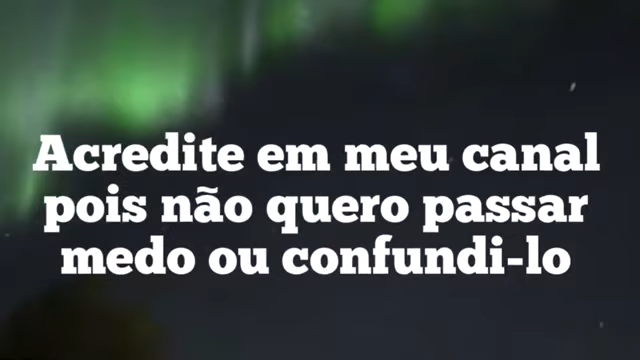 Acredite em meu canal
pois não quero passar
medo ou confundi-lo